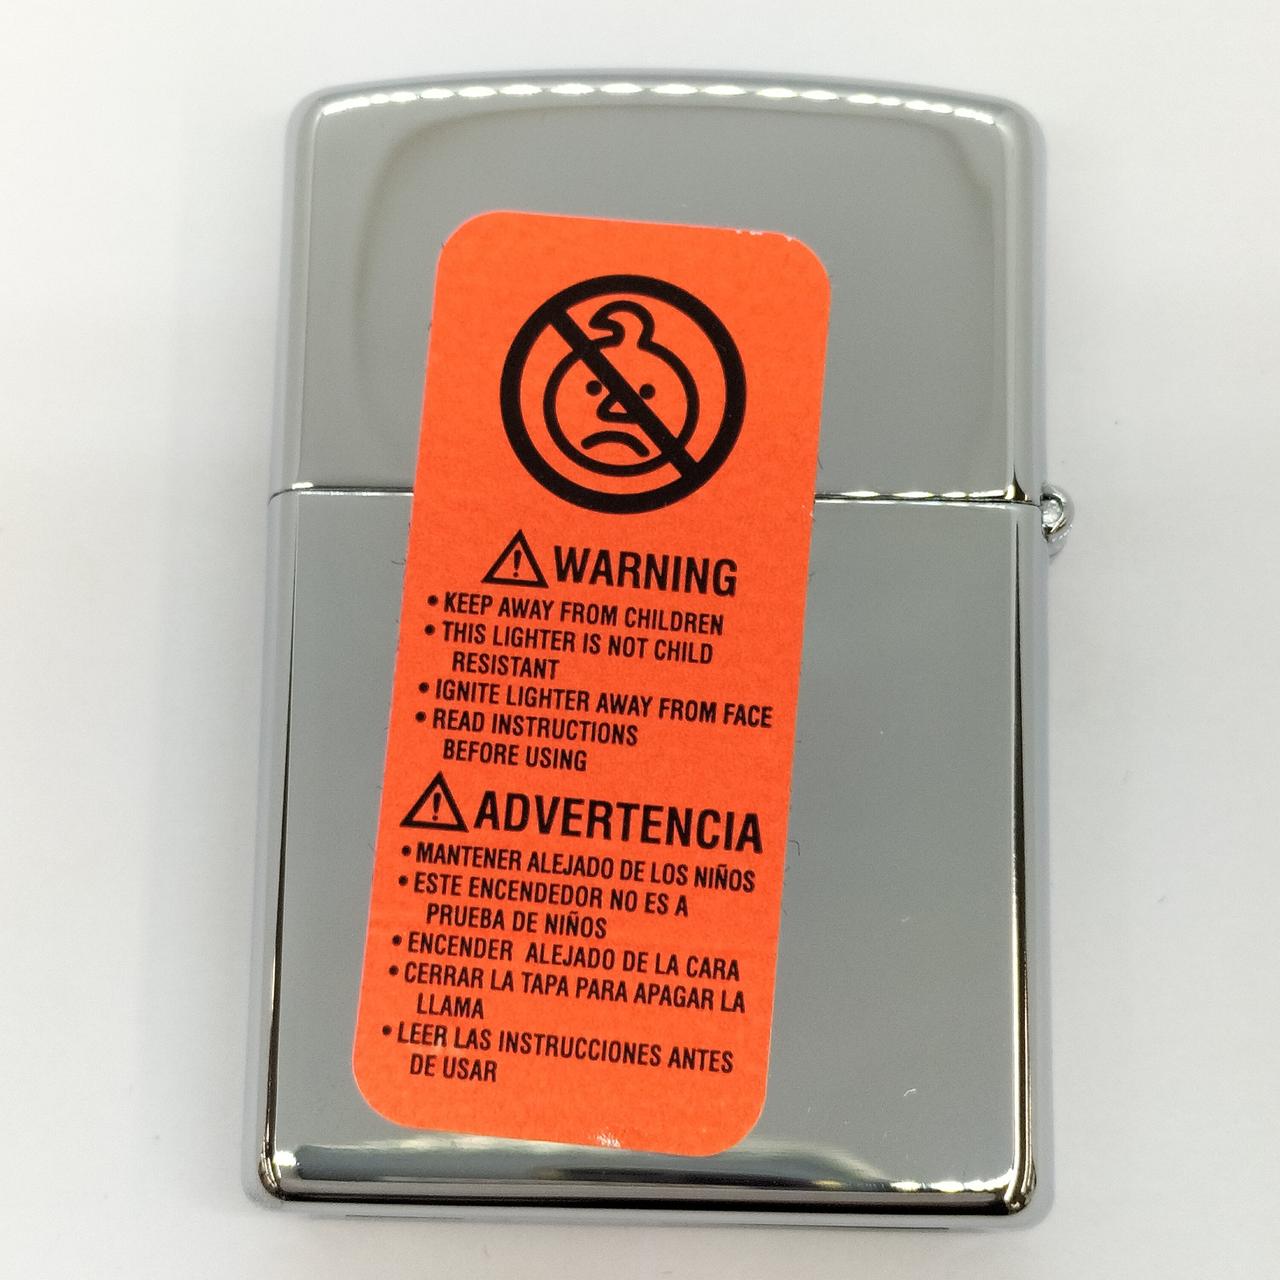 WARNING
• KEEP AWAY FROM CHILDREN
• THIS LIGHTER IS NOT CHILD
RESISTANT
• IGNITE LIGHTER AWAY FROM FACE
• READ INSTRUCTIONS
BEFORE USING
ADVERTENCIA
• MANTENER ALEJADO DE LOS NIÑOS
• ESTE ENCENDEDOR NO ES A
PRUEBA DE NIÑOS
• ENCENDER ALEJADO DE LA CARA
• CERRAR LA TAPA PARA APAGAR LA
LLAMA
• LEER LAS INSTRUCCIONES ANTES
DE USAR